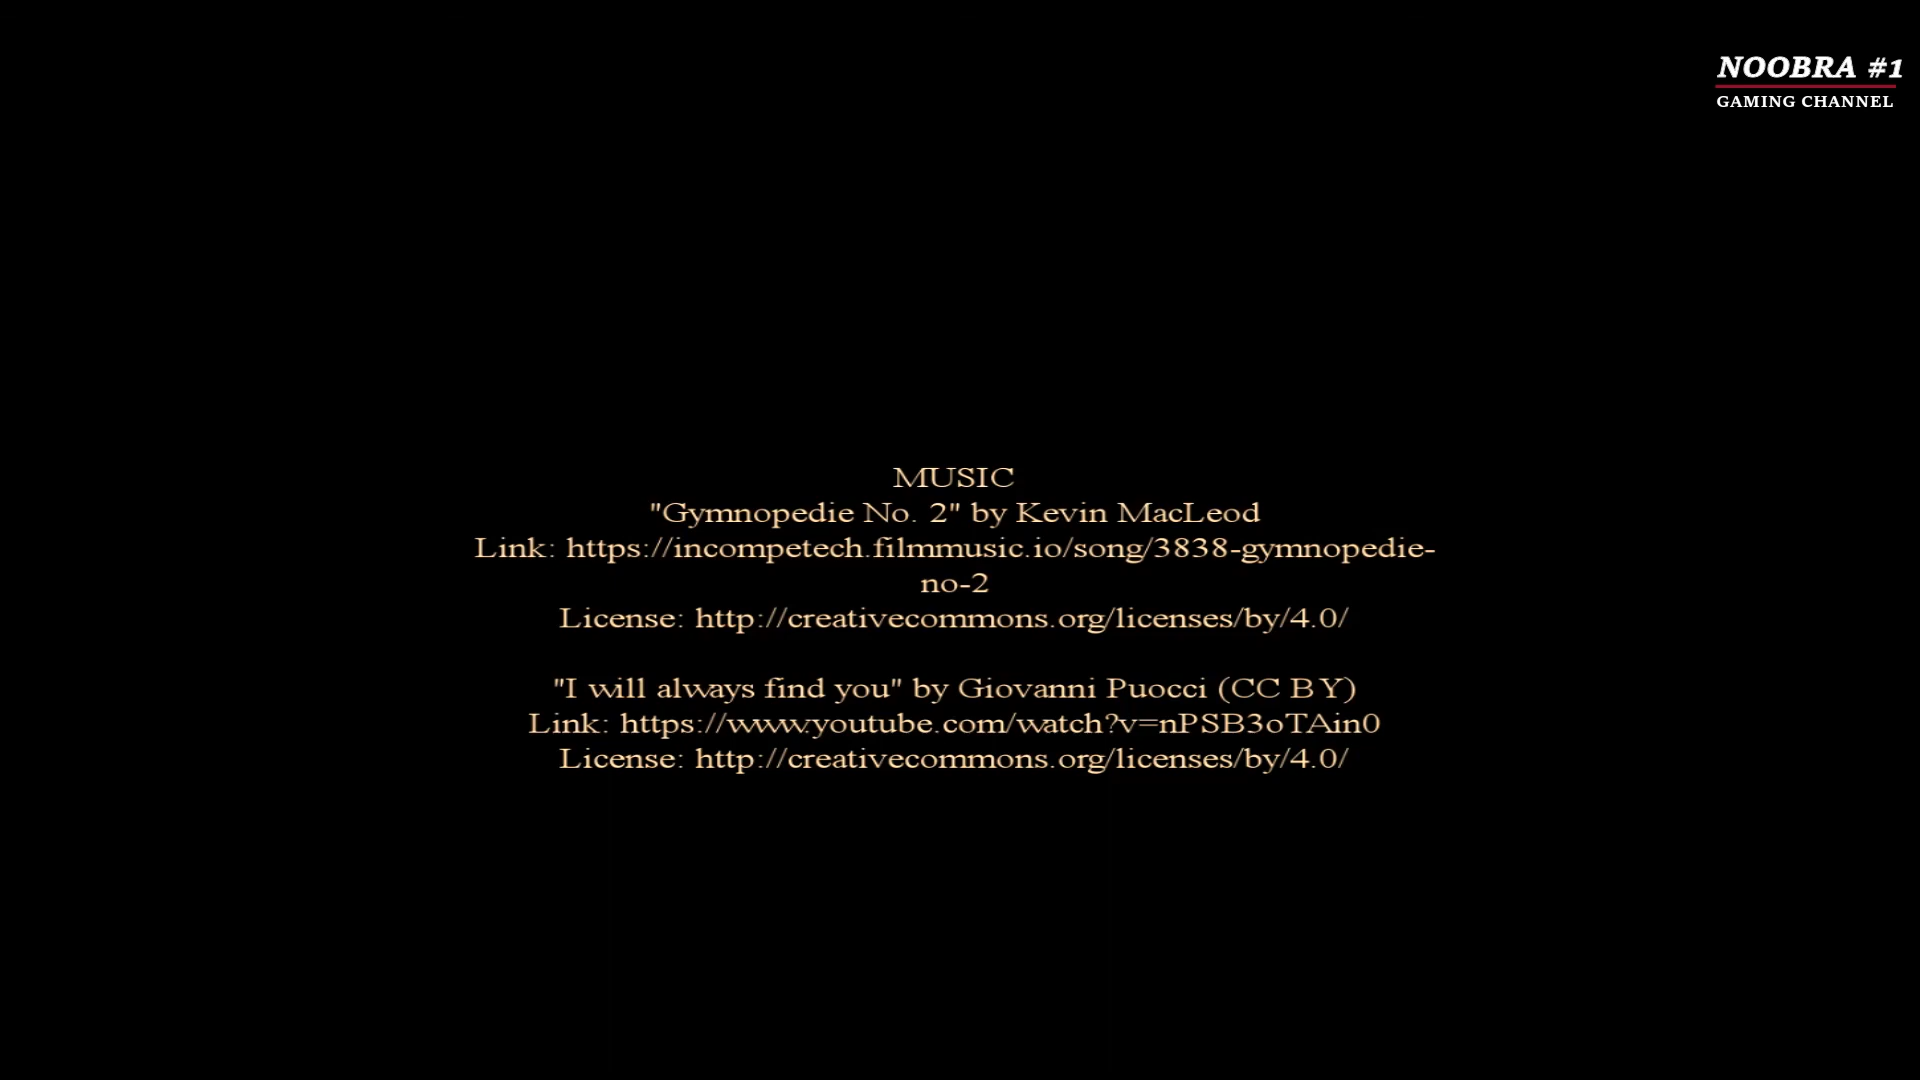 NOOBRA #1
GAMING CHANNEL
MUSIC
"Gymnopedie No. 2" by Kevin MacLeod
Link: https://incompetech.filmmusic.io/song/3838-gymnopedie-
no-2
License: http://creativecommons.org/licenses/by/4.0/
"I will always find you" by Giovanni Puocci (CC BY)
Link: https://www.youtube.com/watch?v=nPSB3oTAin0
License: http://creativecommons.org/licenses/by/4.0/